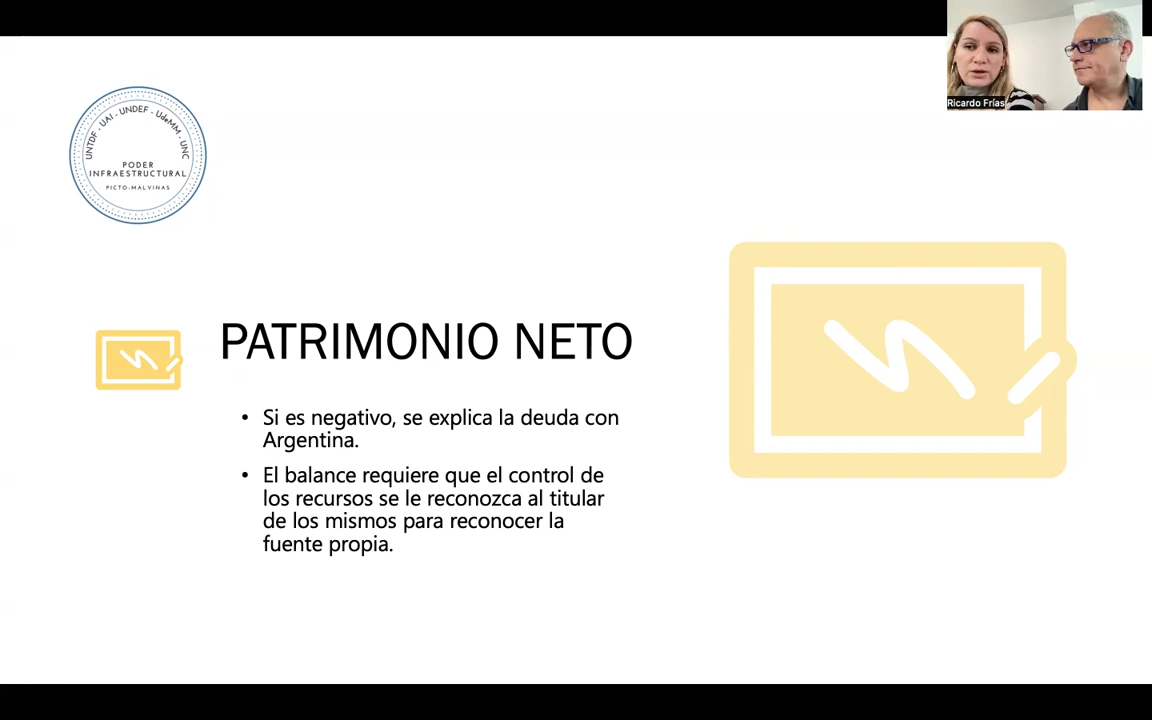 Ricardo Frías
UNTDF - UAI - UNDEF - UdeMM - UNC
PODER
INFRAESTRUCTURAL
PICTO-MALVINAS
PATRIMONIO NETO
• Si es negativo, se explica la deuda con
Argentina.
• El balance requiere que el control de
los recursos se le reconozca al titular
de los mismos para reconocer la
fuente propia.